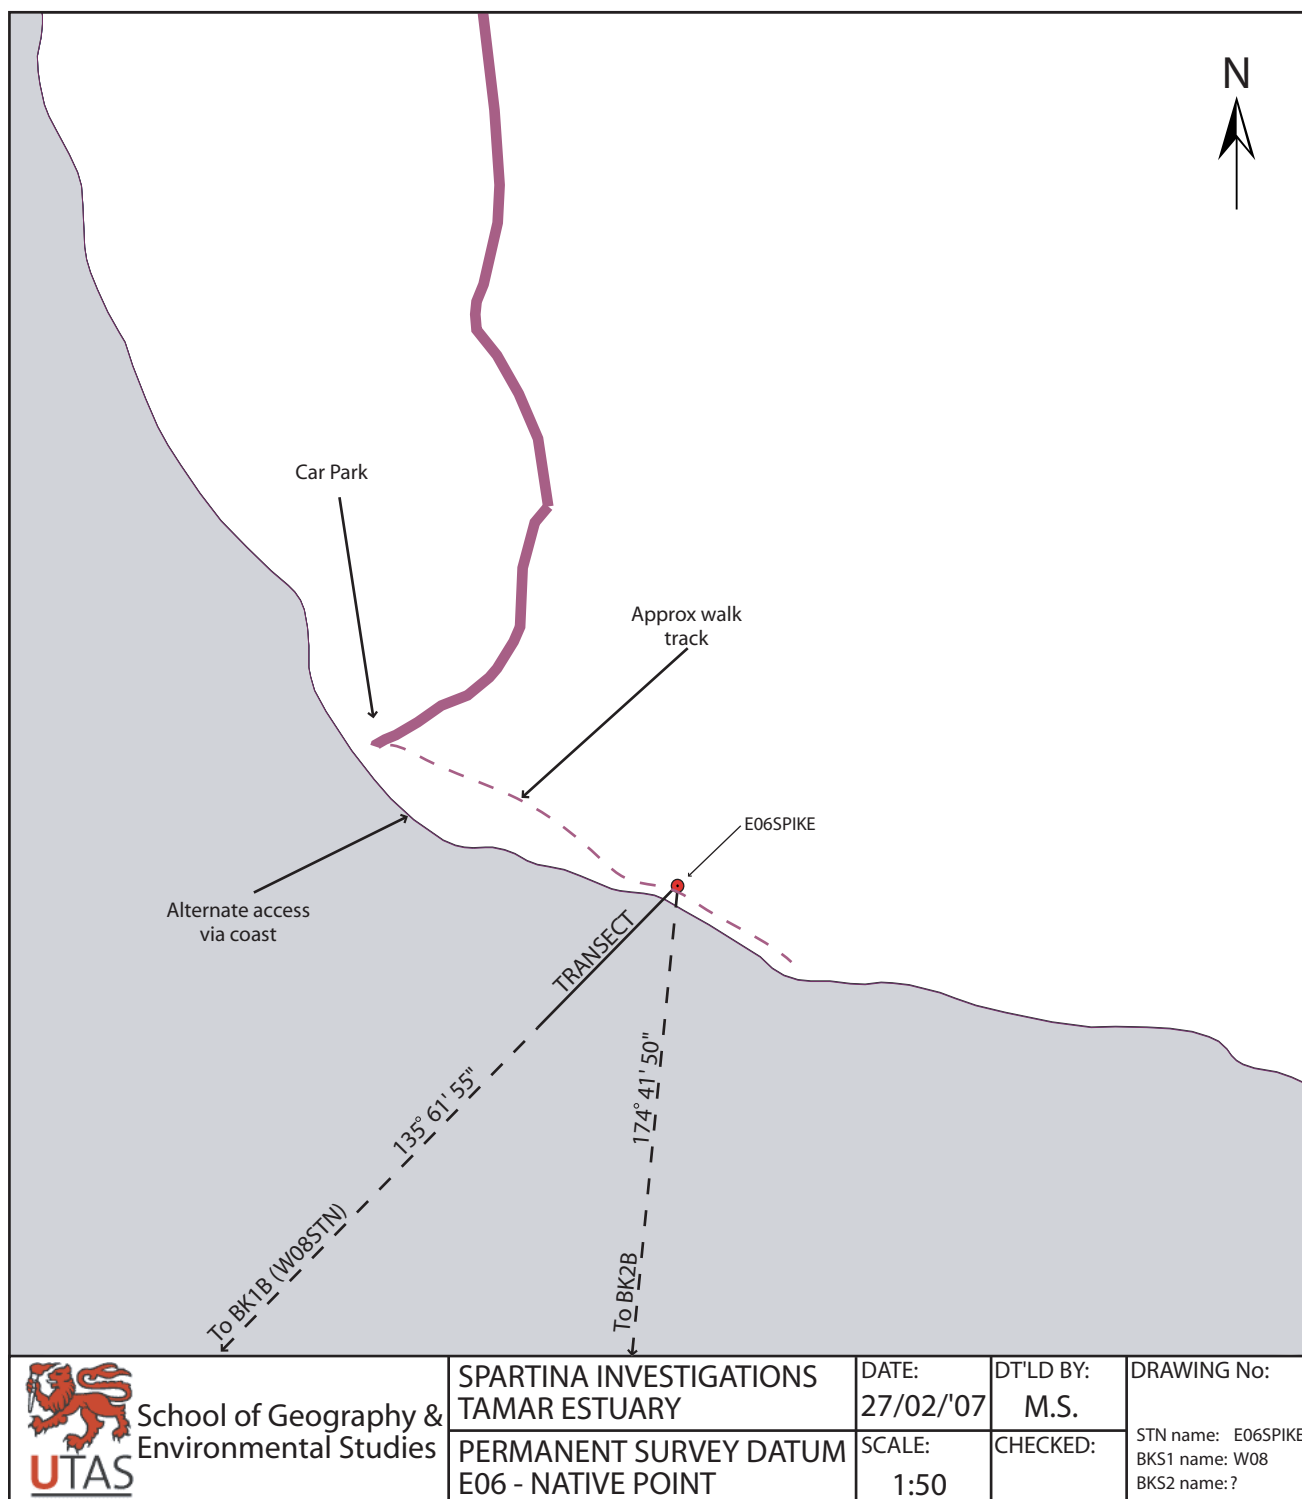 N
Car Park
Approx walk
track
E06SPIKE
Alternate access
via coast
TRANSECT
135° 61' 55"
174° 41' 50"
To BK1B (W08STN)
To BK2B
UTAS
School of Geography &
Environmental Studies
SPARTINA INVESTIGATIONS
TAMAR ESTUARY
PERMANENT SURVEY DATUM
E06 - NATIVE POINT
DATE:
27/02/'07
DT'LD BY:
M.S.
SCALE:
1:50
CHECKED:
DRAWING No:
STN name: E06SPIKE
BKS1 name: W08
BKS2 name: ?